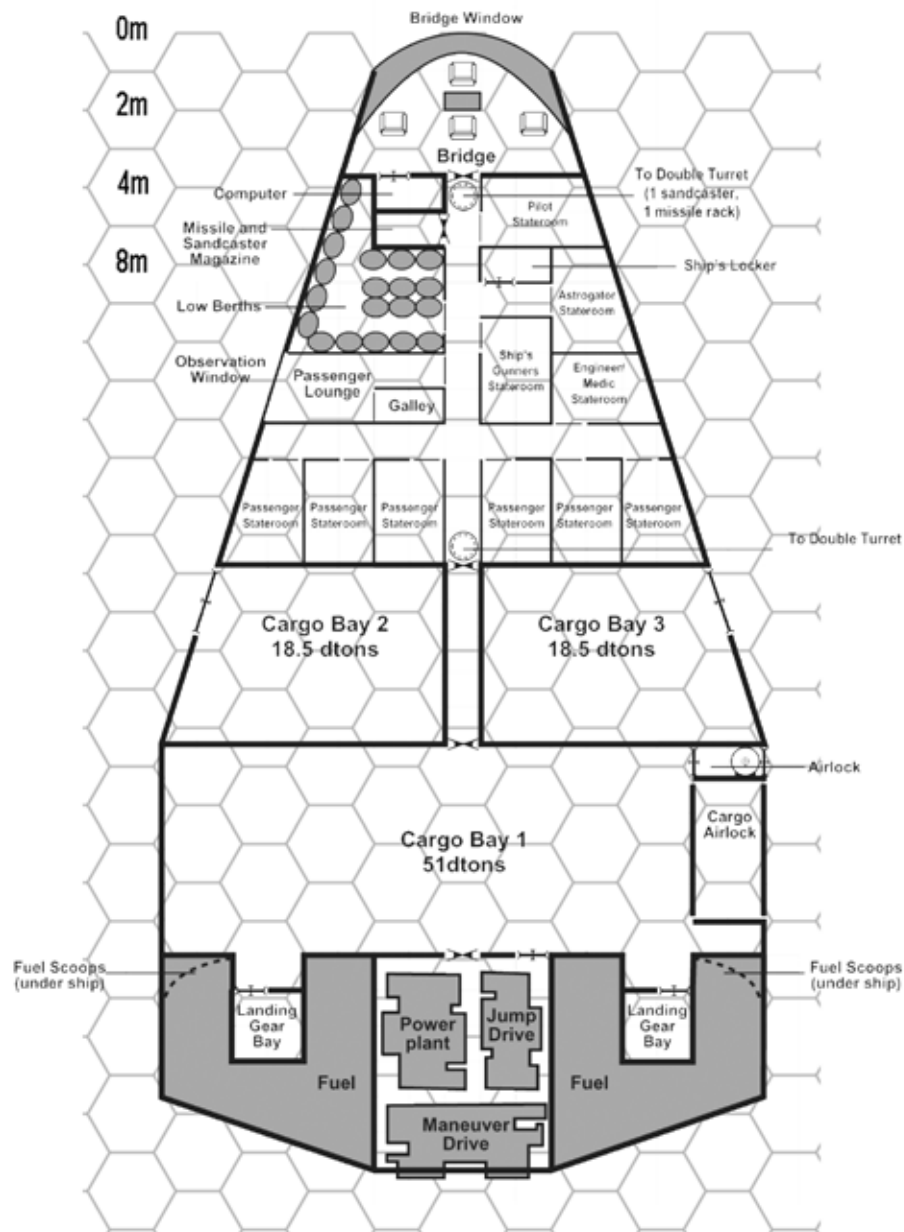 0m
Bridge Window
2m
4m
8m
Bridge
Computer
To Double Turret
(1 sandcaster,
1 missile rack)
Pilot
Stateroom
Missile and
Sandcaster
Magazine
Ship's Locker
Low Berths
Astrogator
Stateroom
Observation
Window
Passenger
Lounge
Galley
Ship's
Gunners
Stateroom
Engineer/
Medic
Stateroom
Passenger
Stateroom
Passenger
Stateroom
Passenger
Stateroom
Passenger
Stateroom
Passenger
Stateroom
Passenger
Stateroom
To Double Turret
Cargo Bay 2
18.5 dtons
Cargo Bay 3
18.5 dtons
Airlock
Cargo
Airlock
Cargo Bay 1
51dtons
Fuel Scoops
(under ship)
Fuel Scoops
(under ship)
Landing
Gear
Bay
Power
plant
Jump
Drive
Landing
Gear
Bay
Fuel
Fuel
Maneuver
Drive